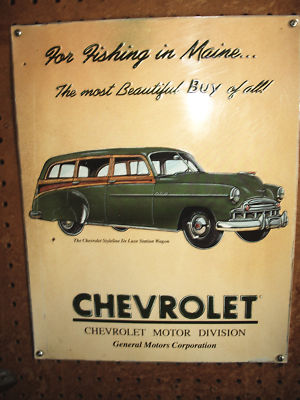 For Fishing in Maine...
The most Beautiful Buy of all!
The Chevrolet Styleline De Luxe Station Wagon
CHEVROLET
CHEVROLET MOTOR DIVISION
General Motors Corporation